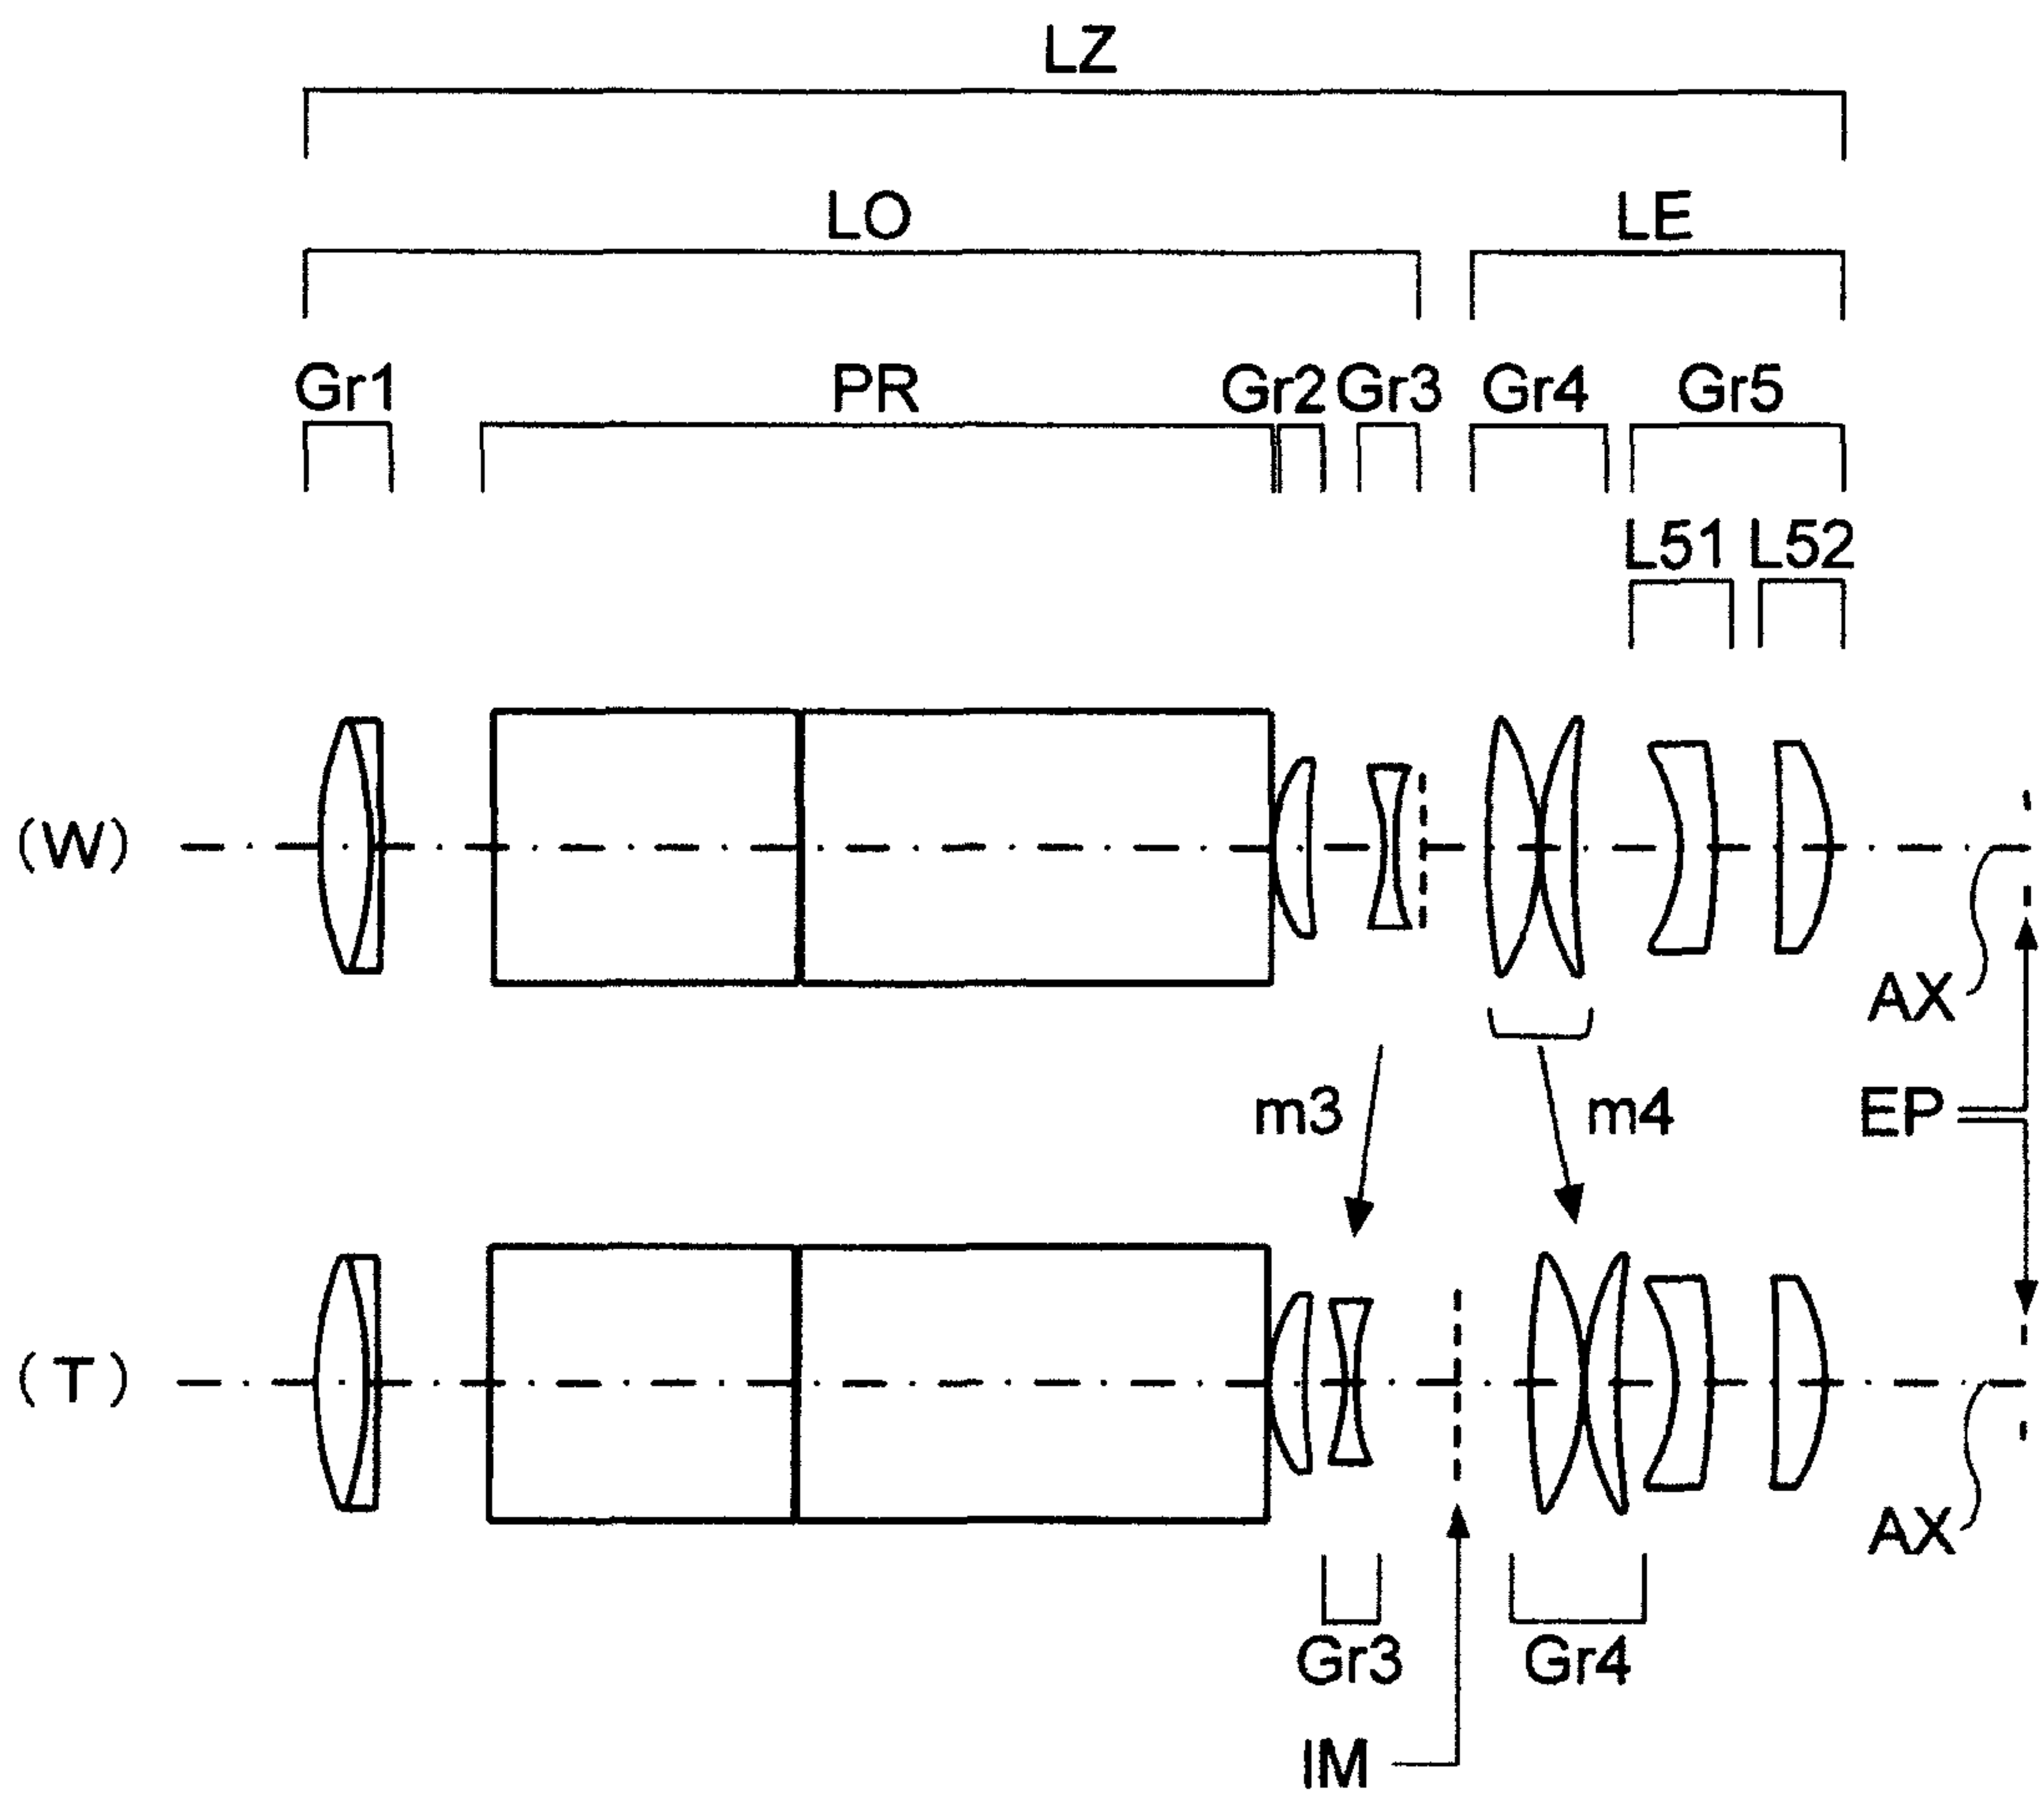 LZ
LO LE
Gr1 PR Gr2 Gr3 Gr4 Gr5
L51 L52
(W)
AX
m3 m4 EP
(T)
AX
Gr3 Gr4
IM